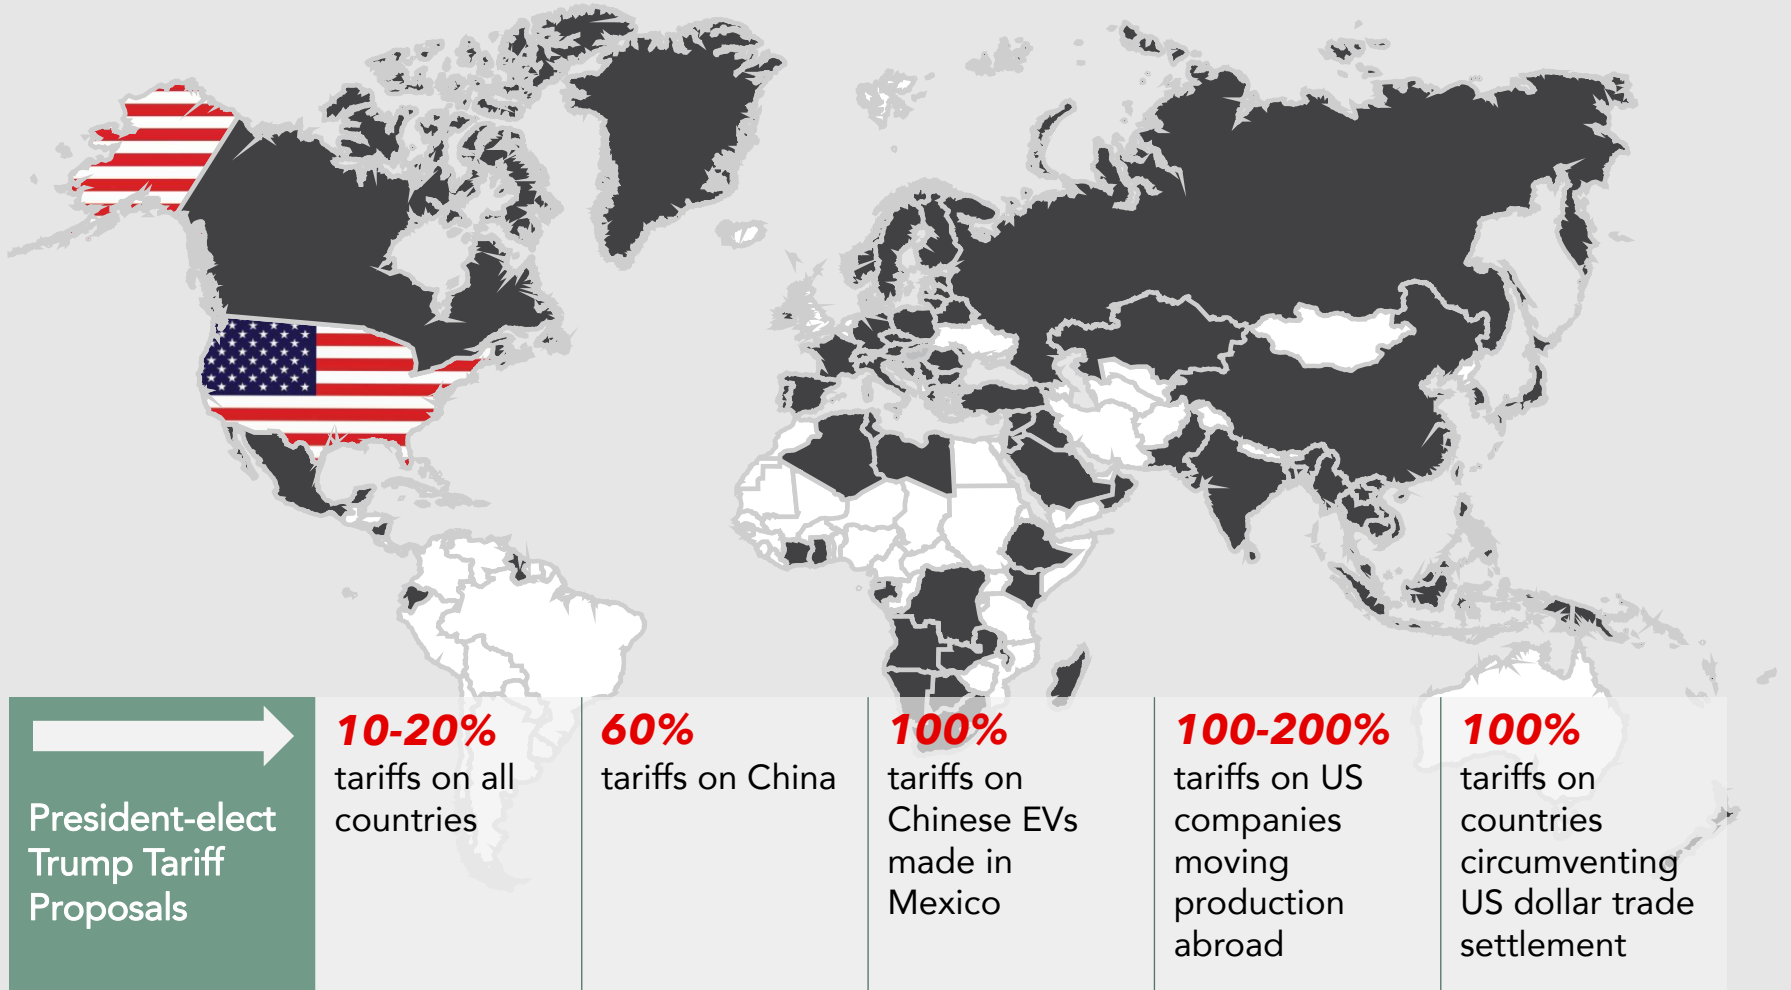 President-elect
Trump Tariff
Proposals
10-20%
tariffs on all
countries
60%
tariffs on China
100%
tariffs on
Chinese EVs
made in
Mexico
100-200%
tariffs on US
companies
moving
production
abroad
100%
tariffs on
countries
circumventing
US dollar trade
settlement